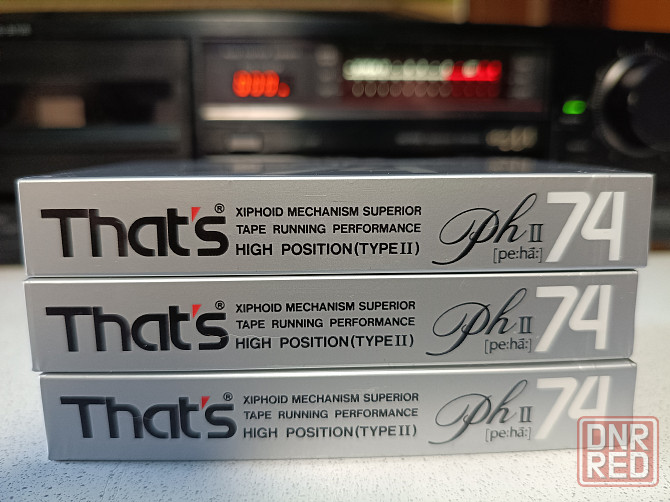 That's®
XIPHOID MECHANISM SUPERIOR
TAPE RUNNING PERFORMANCE
HIGH POSITION (TYPE II)
Ph II
[pe:hā:]
74
That's®
XIPHOID MECHANISM SUPERIOR
TAPE RUNNING PERFORMANCE
HIGH POSITION (TYPE II)
Ph II
[pe:hā:]
74
That's®
XIPHOID MECHANISM SUPERIOR
TAPE RUNNING PERFORMANCE
HIGH POSITION (TYPE II)
Ph II
[pe:hā:]
74
DNR
RED